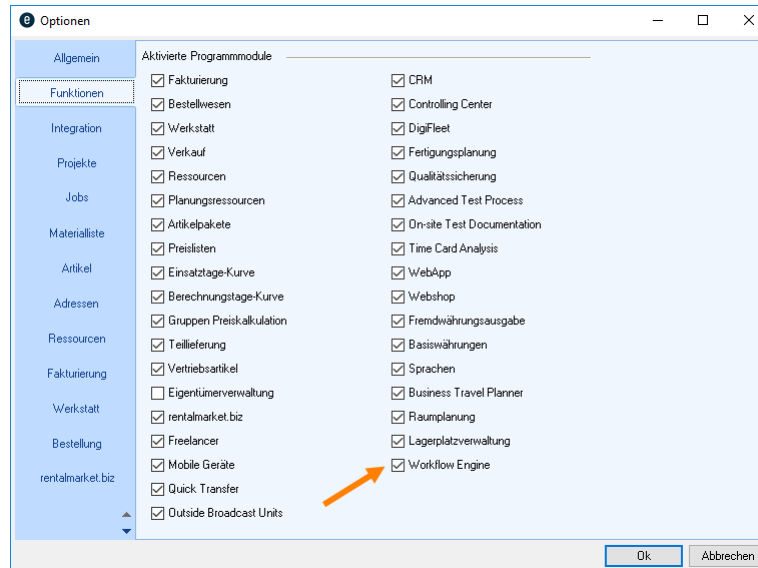 Optionen
Allgemein
Funktionen
Integration
Projekte
Jobs
Materialliste
Artikel
Adressen
Ressourcen
Fakturierung
Werkstatt
Bestellung
rentalmarket.biz
Aktivierte Programmmodule
Fakturierung
Bestellwesen
Werkstatt
Verkauf
Ressourcen
Planungsressourcen
Artikelpakete
Preislisten
Einsatztage-Kurve
Berechnungstage-Kurve
Gruppen Preiskalkulation
Teillieferung
Vertriebsartikel
Eigentümerverwaltung
rentalmarket.biz
Freelancer
Mobile Geräte
Quick Transfer
Outside Broadcast Units
CRM
Controlling Center
DigiFleet
Fertigungsplanung
Qualitätssicherung
Advanced Test Process
On-site Test Documentation
Time Card Analysis
WebApp
Webshop
Fremdwährungsausgabe
Basiswährungen
Sprachen
Business Travel Planner
Raumplanung
Lagerplatzverwaltung
Workflow Engine
Ok
Abbrechen